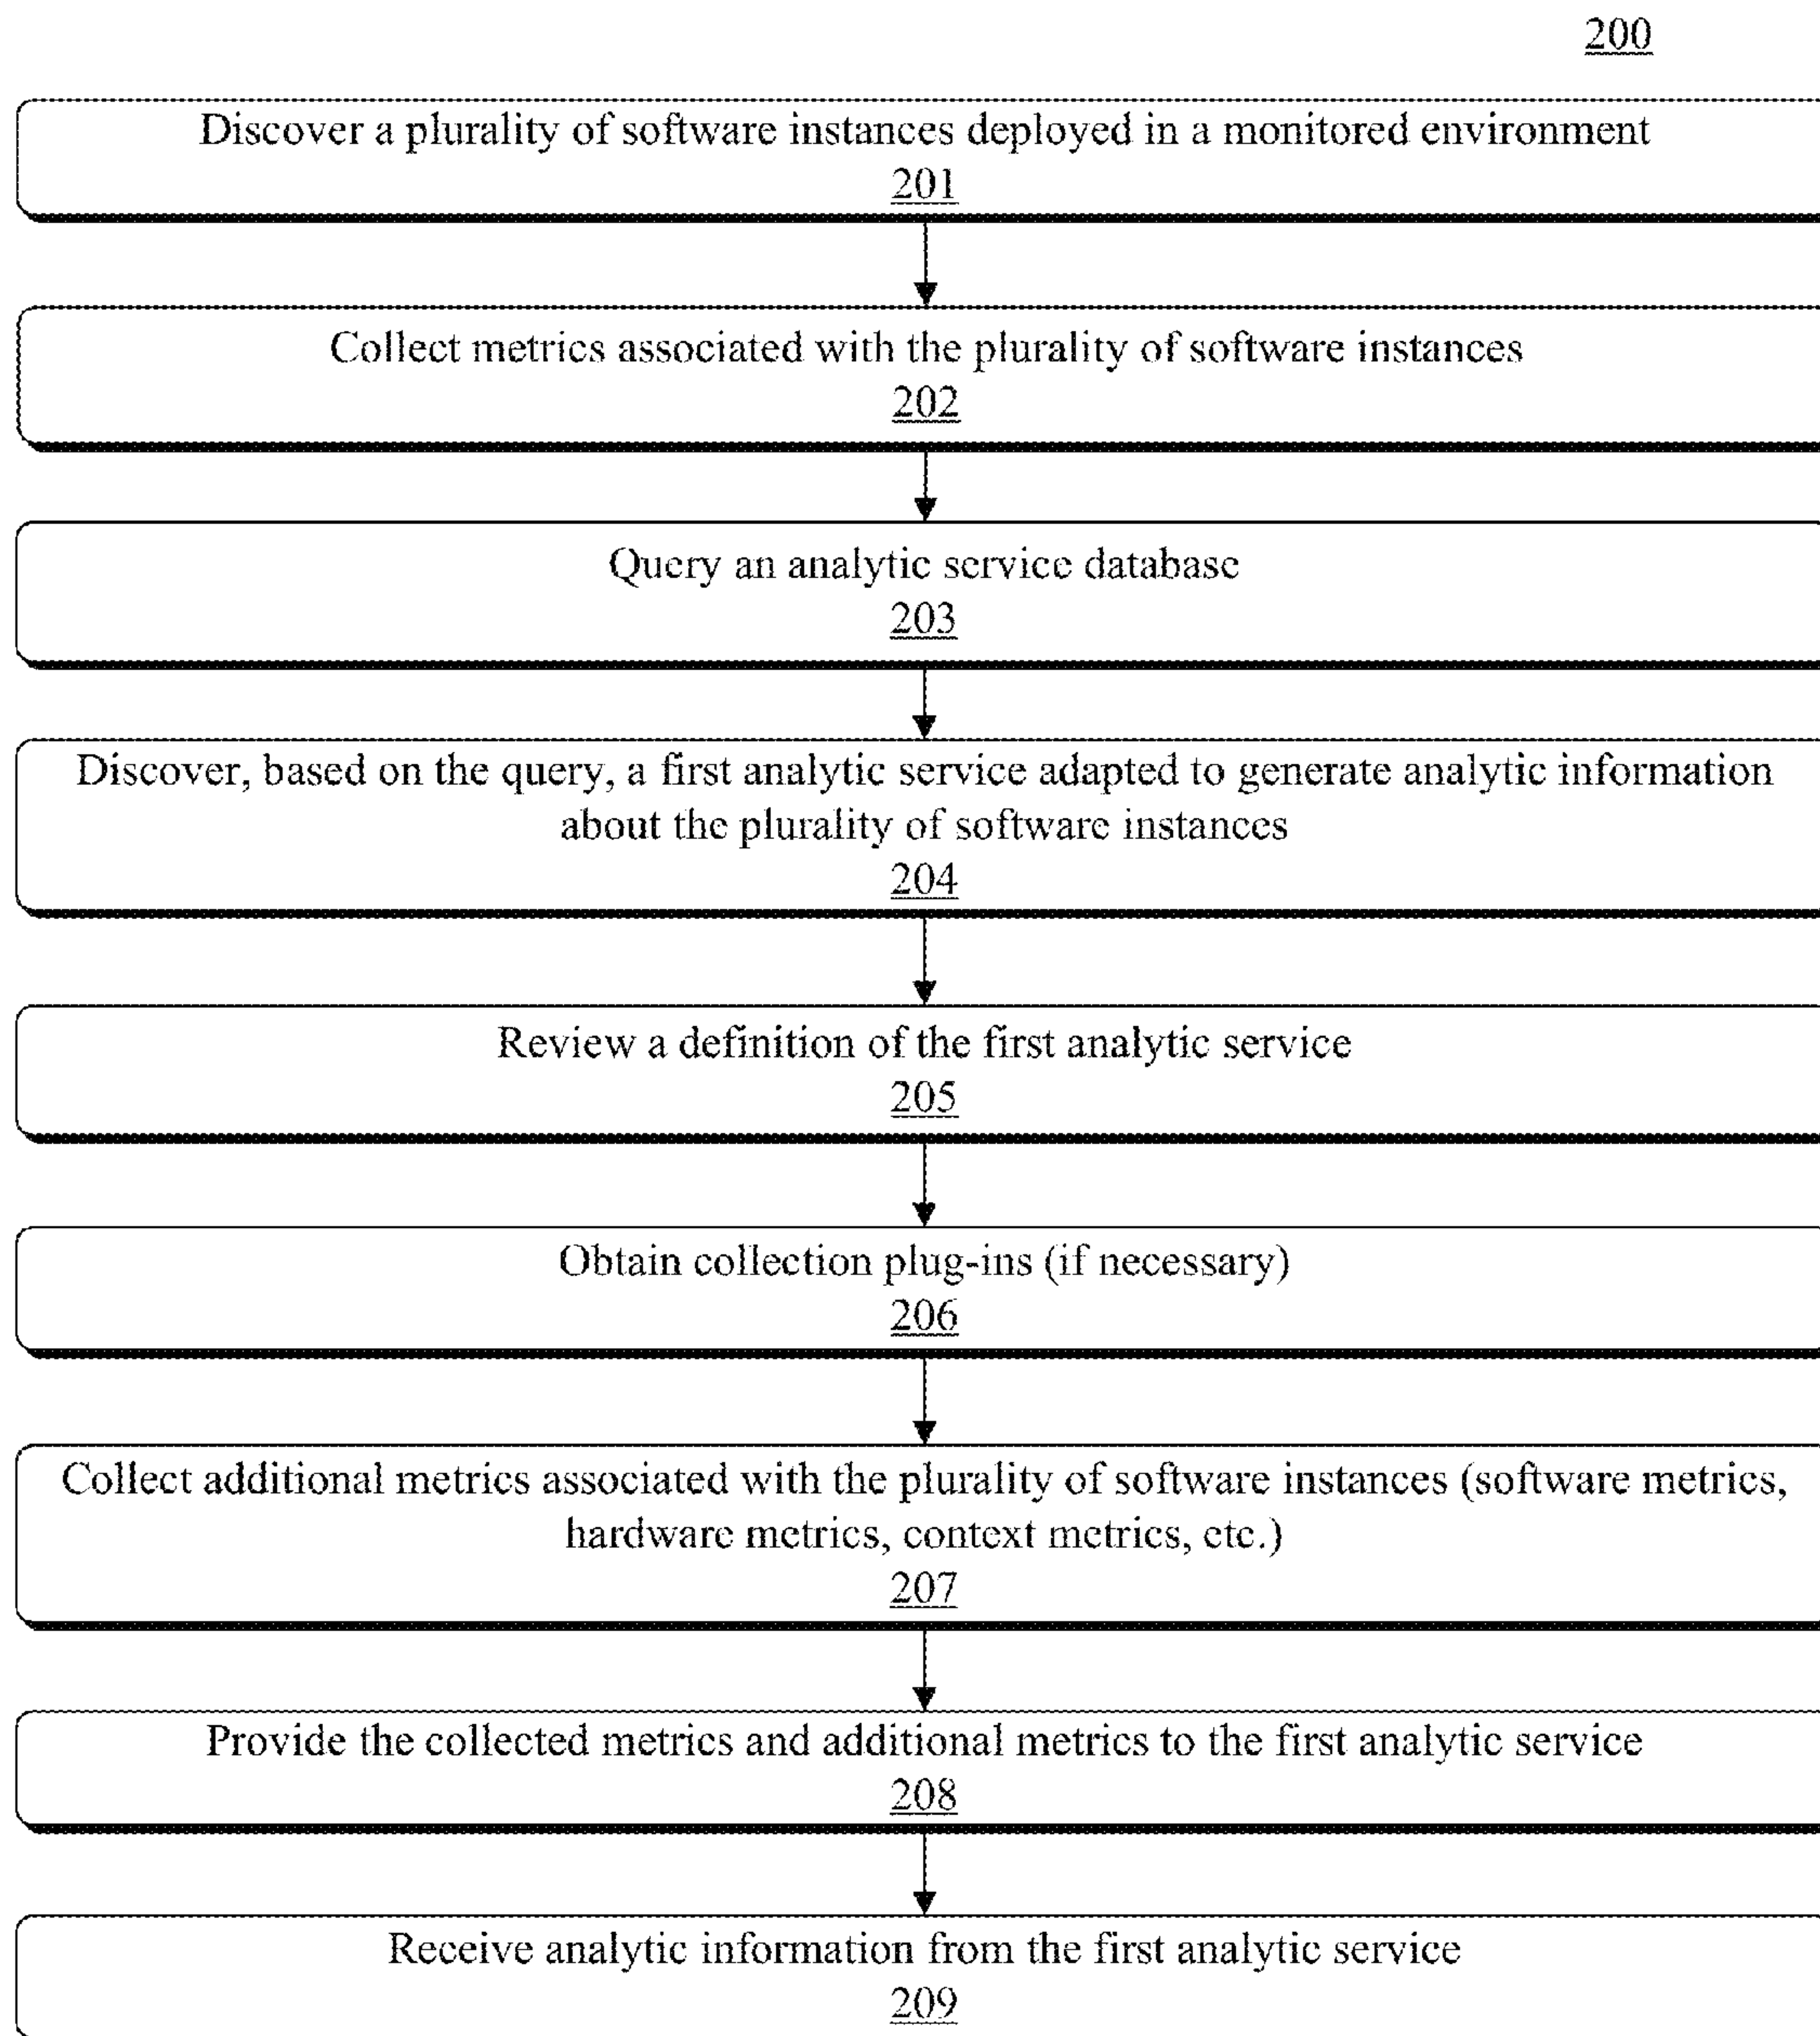 200
Discover a plurality of software instances deployed in a monitored environment
201
Collect metrics associated with the plurality of software instances
202
Query an analytic service database
203
Discover, based on the query, a first analytic service adapted to generate analytic information
about the plurality of software instances
204
Review a definition of the first analytic service
205
Obtain collection plug-ins (if necessary)
206
Collect additional metrics associated with the plurality of software instances (software metrics,
hardware metrics, context metrics, etc.)
207
Provide the collected metrics and additional metrics to the first analytic service
208
Receive analytic information from the first analytic service
209